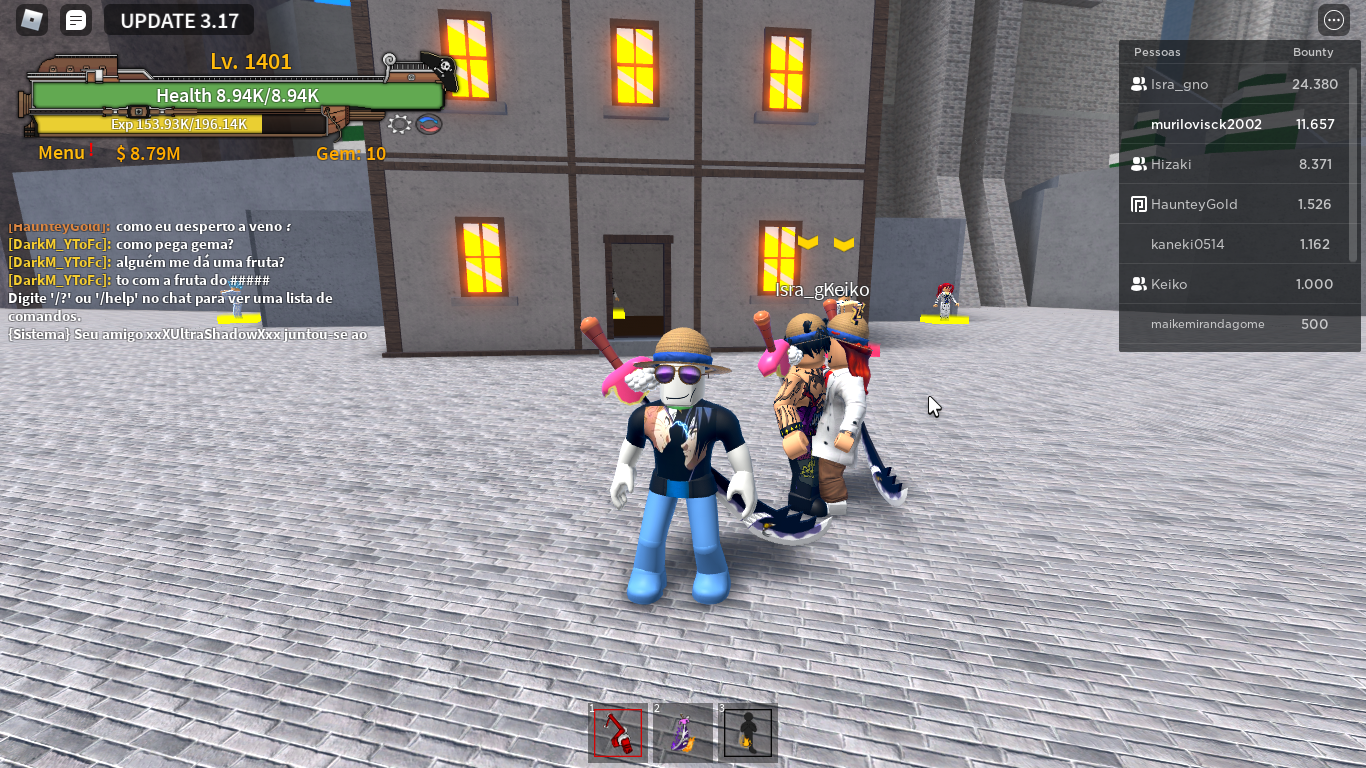 UPDATE 3.17
Lv. 1401
Health 8.94K/8.94K
Exp 153.93K/196.14K
Menu !
$ 8.79M
Gem: 10
[HaunteyGold]: como eu desperto a veno ?
[DarkM_YToFc]: como pega gema?
[DarkM_YToFc]: alguém me dá uma fruta?
[DarkM_YToFc]: to com a fruta do #####
Digite '/?' ou '/help' no chat para ver uma lista de
comandos.
{Sistema} Seu amigo xxXUltraShadowXxx juntou-se ao
Pessoas Bounty
Isra_gno 24.380
murilovisck2002 11.657
Hizaki 8.371
HaunteyGold 1.526
kaneki0514 1.162
Keiko 1.000
maikemirandagome 500
Isra_g
Keiko
1
2
3